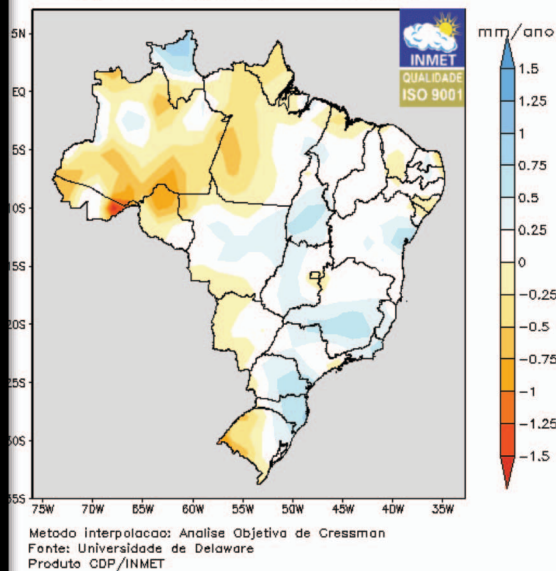 mm/ano
INMET
QUALIDADE
ISO 9001
5N
EQ
5S
10S
15S
20S
25S
30S
35S
75W 70W 65W 60W 55W 50W 45W 40W 35W
1.5
1.25
1
0.75
0.5
0.25
0
-0.25
-0.5
-0.75
-1
-1.25
-1.5
Metodo interpolacao: Analise Objetiva de Cressman
Fonte: Universidade de Delaware
Produto CDP/INMET